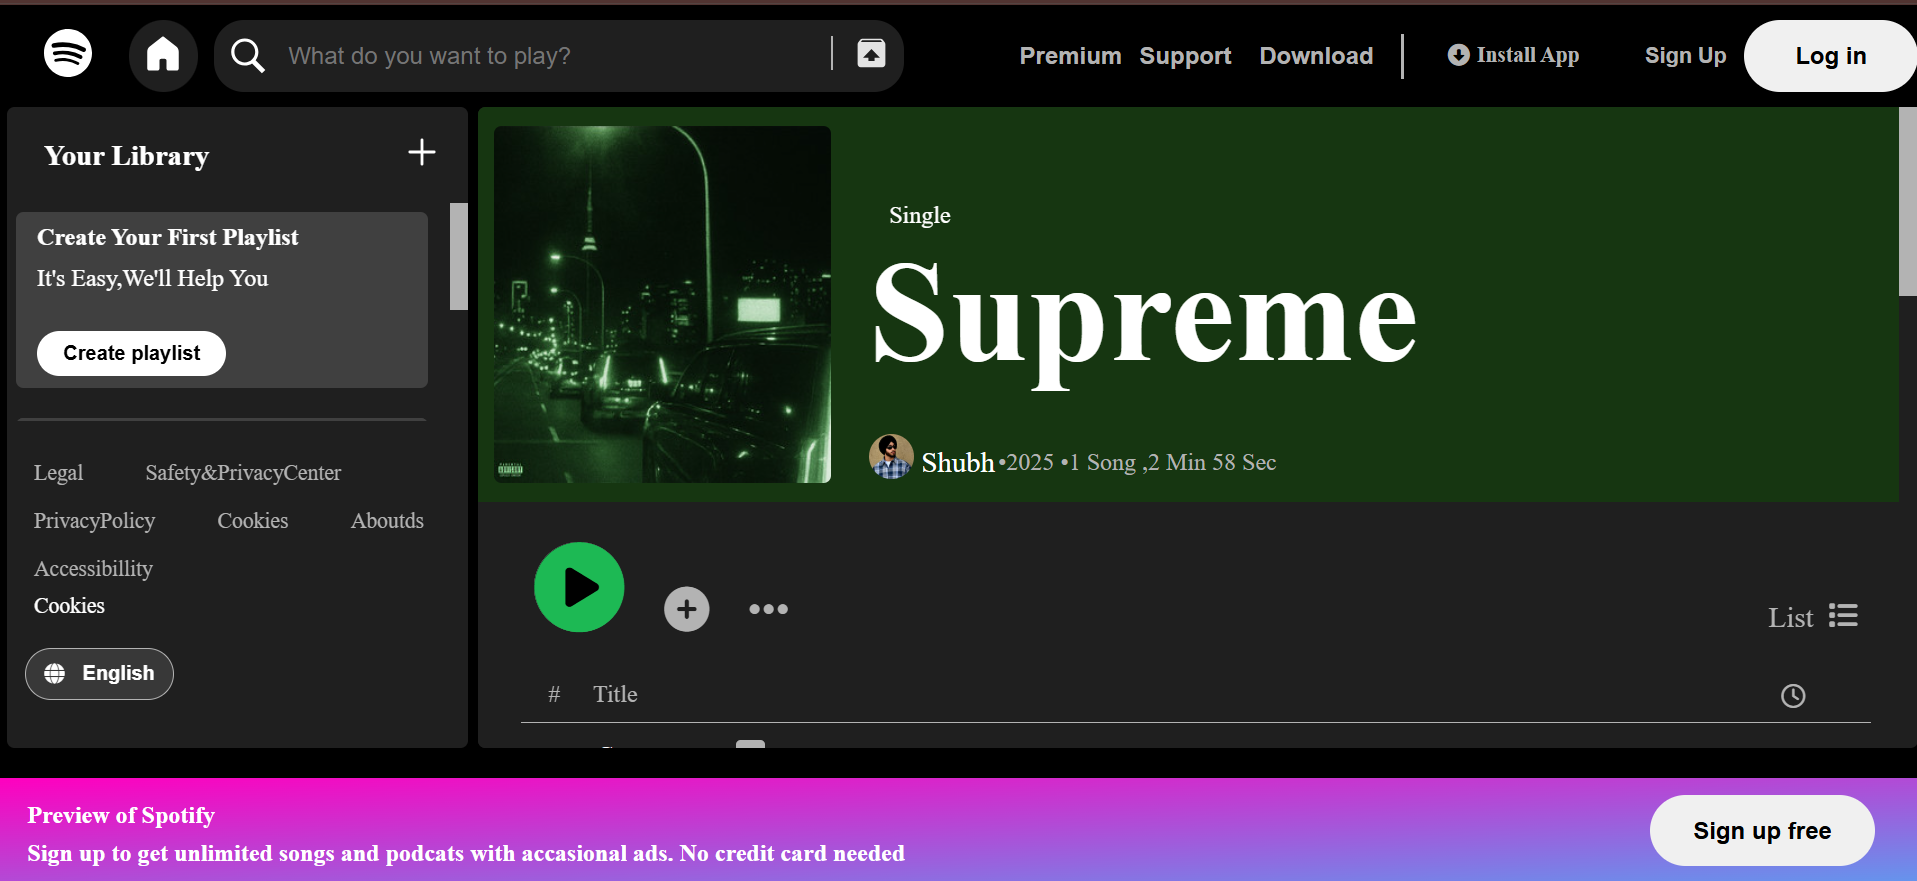 What do you want to play?
Premium Support Download Install App Sign Up Log in
Your Library
Create Your First Playlist
It's Easy,We'll Help You
Create playlist
Legal Safety&PrivacyCenter
PrivacyPolicy Cookies Aboutds
Accessibillity
Cookies
English
Single
Supreme
Shubh •2025 •1 Song ,2 Min 58 Sec
List
# Title
Preview of Spotify
Sign up to get unlimited songs and podcats with accasional ads. No credit card needed
Sign up free